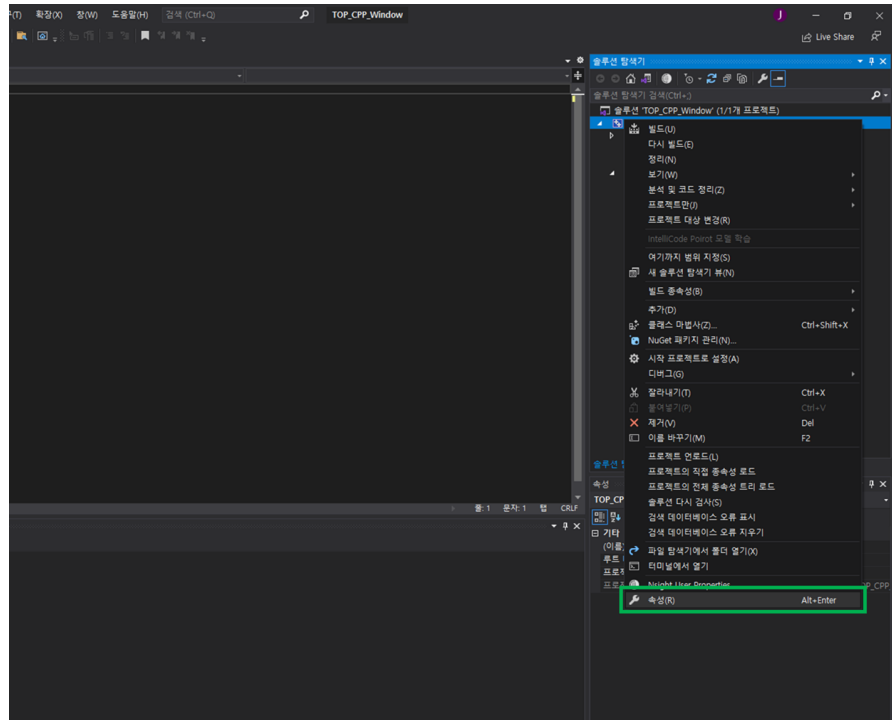 확장(X) 창(W) 도움말(H) 검색 (Ctrl+Q) TOP_CPP_Window J
Live Share
솔루션 탐색기
솔루션 탐색기 검색(Ctrl+;)
솔루션 'TOP_CPP_Window' (1/1개 프로젝트)
빌드(U)
다시 빌드(E)
정리(N)
보기(W)
분석 및 코드 정리(Z)
프로젝트만(J)
프로젝트 대상 변경(R)
IntelliCode Poirot 모델 학습
여기까지 범위 지정(S)
새 솔루션 탐색기 뷰(N)
빌드 종속성(B)
추가(D)
클래스 마법사(Z)... Ctrl+Shift+X
NuGet 패키지 관리(N)...
시작 프로젝트로 설정(A)
디버그(G)
잘라내기(T) Ctrl+X
붙여넣기(P) Ctrl+V
제거(V) Del
이름 바꾸기(M) F2
프로젝트 언로드(L)
프로젝트의 직접 종속성 로드
프로젝트의 전체 종속성 트리 로드
솔루션 다시 검사(S)
검색 데이터베이스 오류 표시
검색 데이터베이스 오류 지우기
파일 탐색기에서 폴더 열기(X)
터미널에서 열기
Nsight User Properties
속성(R) Alt+Enter
솔루션
속성
TOP_CP
기타
(이름
루트
줄: 1 문자: 1 탭 CRLF